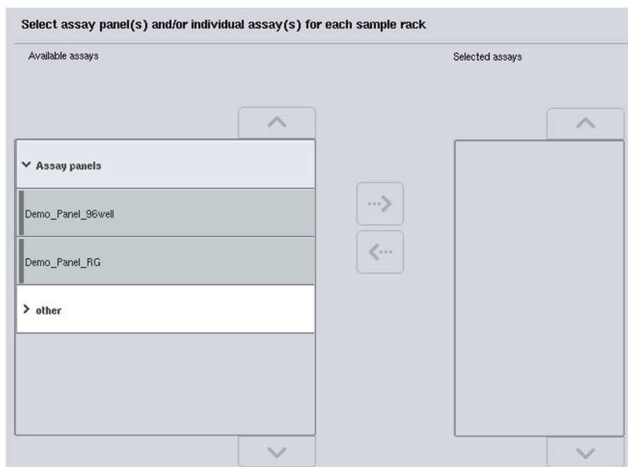 Select assay panel(s) and/or individual assay(s) for each sample rack
Available assays
Selected assays
Assay panels
Demo_Panel_96well
Demo_Panel_RG
other